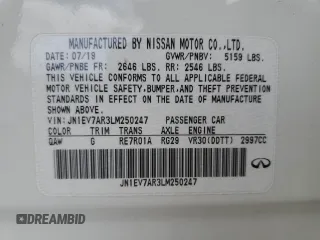 MANUFACTURED BY NISSAN MOTOR CO.,LTD.
DATE: 07/19 GVWR/PNBV: 5159 LBS.
GAWR/PNBE FR: 2646 LBS. RR: 2546 LBS.
THIS VEHICLE CONFORMS TO ALL APPLICABLE FEDERAL
MOTOR VEHICLE SAFETY,BUMPER,AND THEFT PREVENTION
STANDARDS IN EFFECT ON THE DATE OF MANUFACTURE
SHOWN ABOVE.
VIN:JN1EV7AR3LM250247 PASSENGER CAR
COLOR TRIM TRANS AXLE ENGINE
QAW G RE7R01A RG29 VR30(DDTT) 2997CC
INFINITI
JN1EV7AR3LM250247
DREAMBID DREAMBID